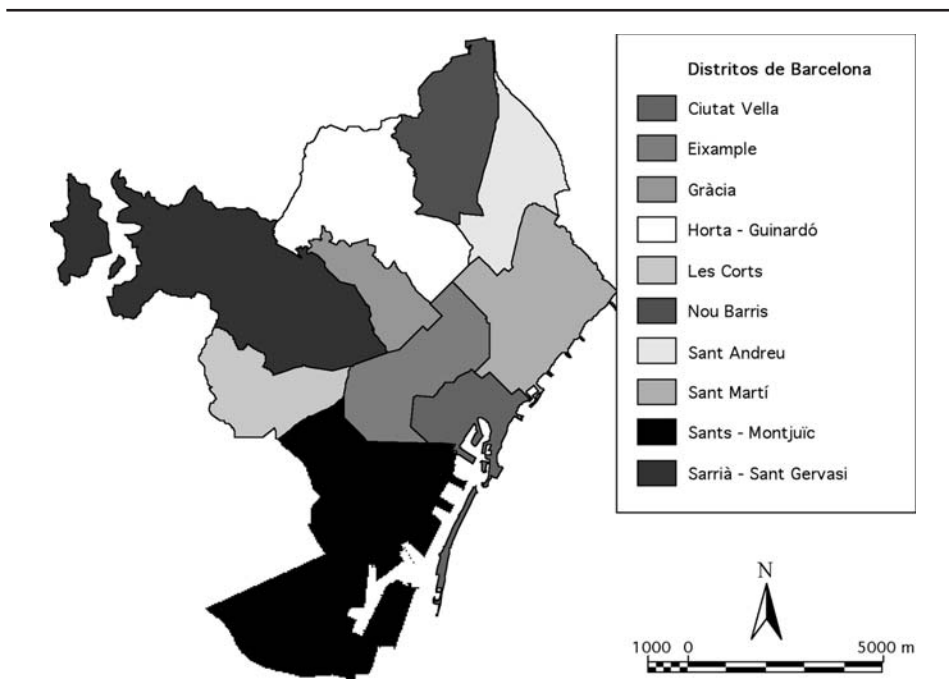 Distritos de Barcelona
Ciutat Vella
Eixample
Gràcia
Horta - Guinardó
Les Corts
Nou Barris
Sant Andreu
Sant Martí
Sants - Montjuïc
Sarrià - Sant Gervasi
N
1000 0 5000 m